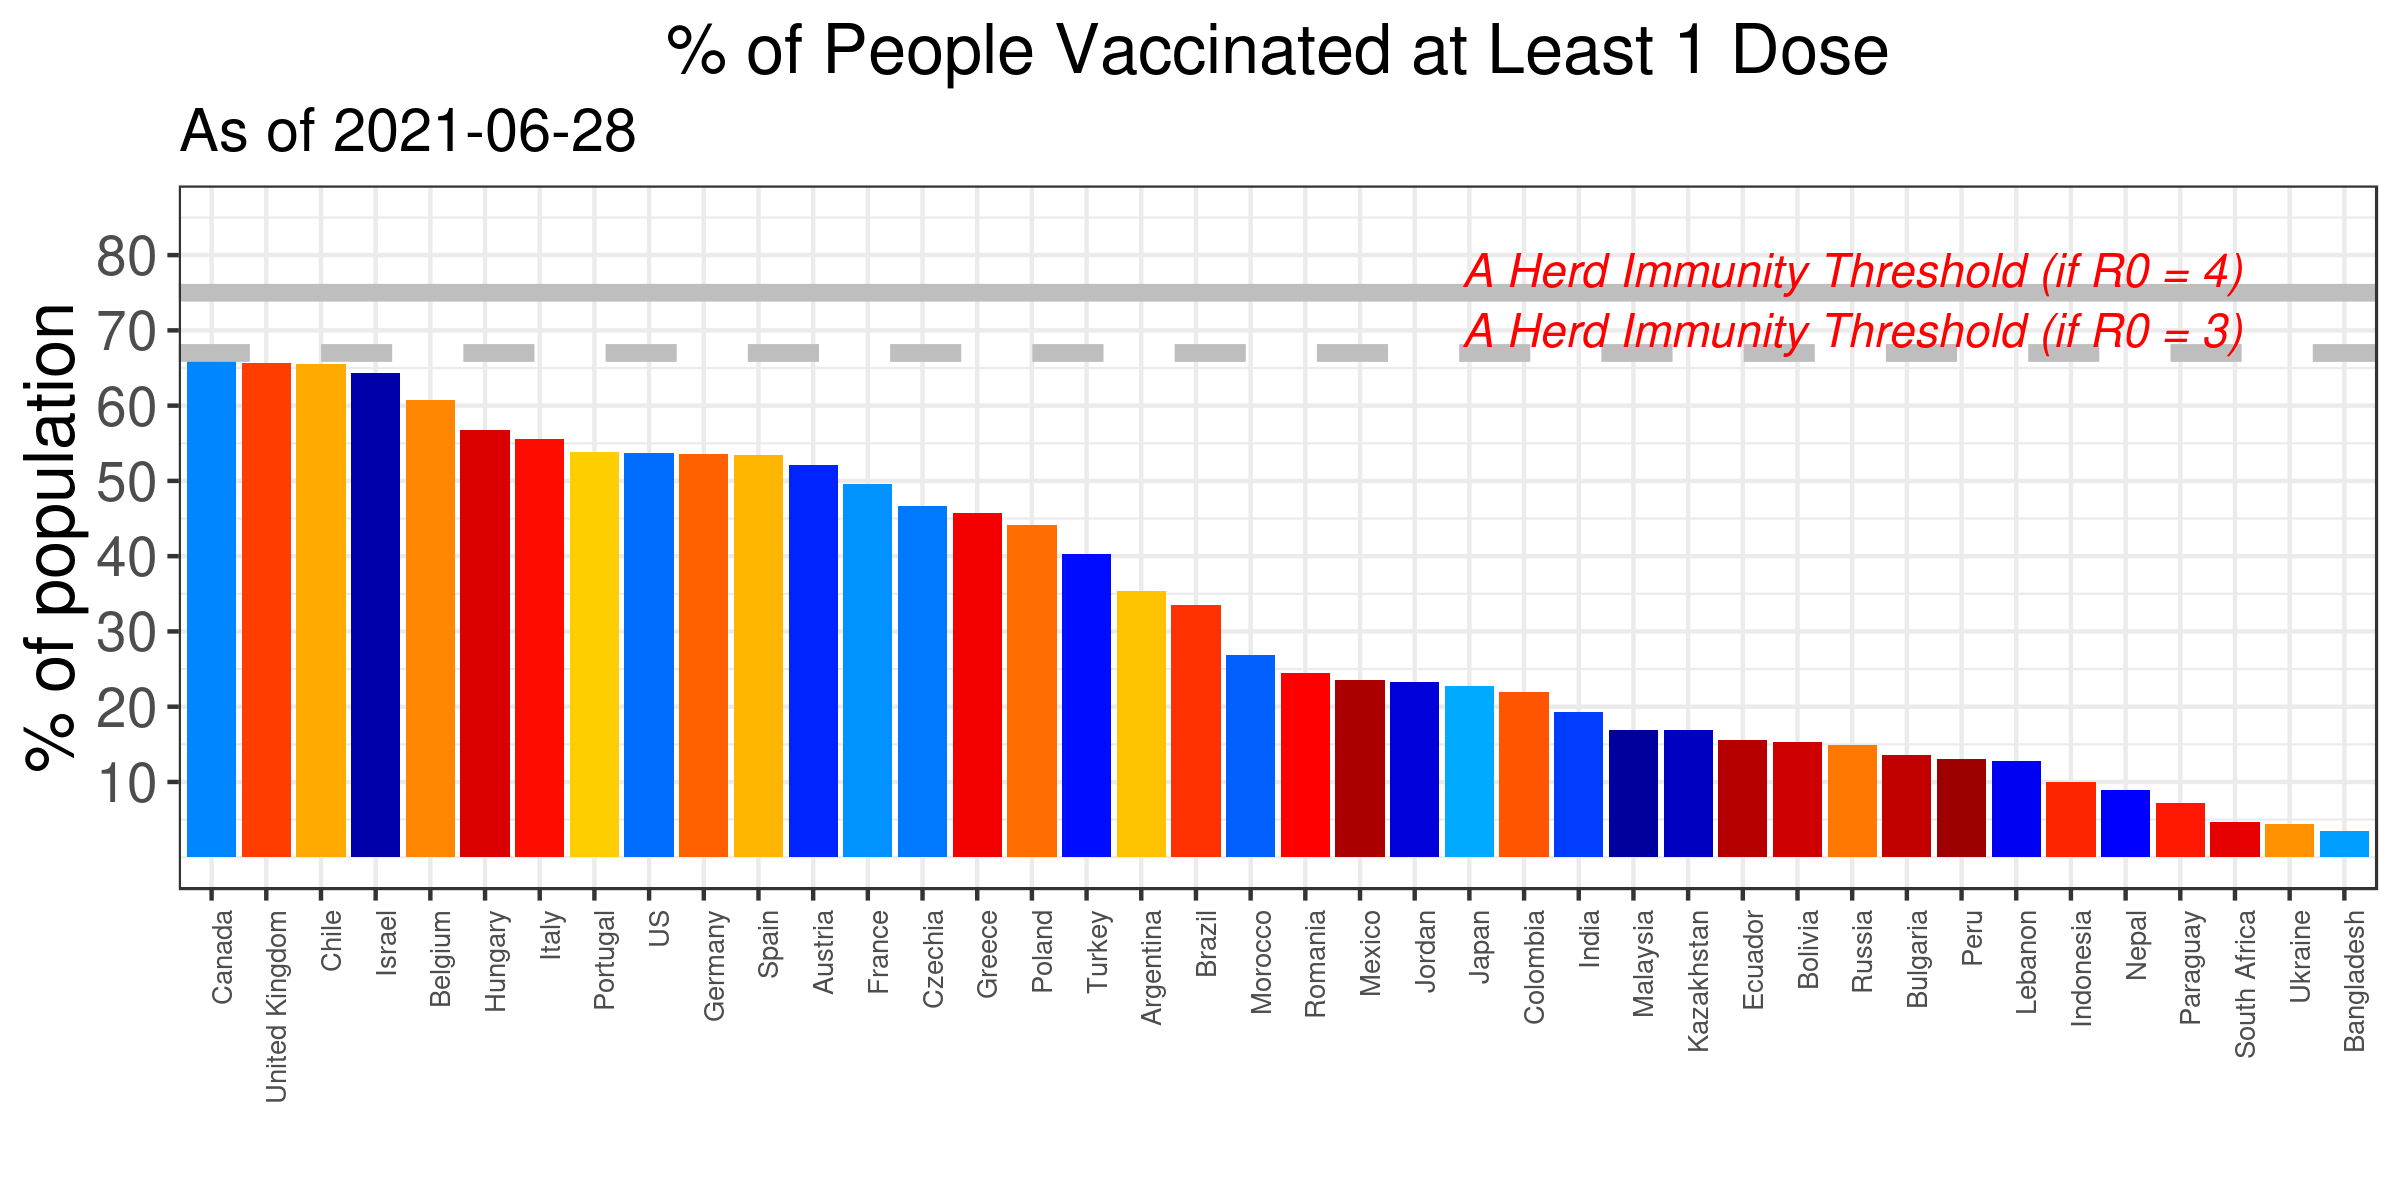 % of People Vaccinated at Least 1 Dose
As of 2021-06-28
% of population
80
70
60
50
40
30
20
10
A Herd Immunity Threshold (if R0 = 4)
A Herd Immunity Threshold (if R0 = 3)
Canada
United Kingdom
Chile
Israel
Belgium
Hungary
Italy
Portugal
US
Germany
Spain
Austria
France
Czechia
Greece
Poland
Turkey
Argentina
Brazil
Morocco
Romania
Mexico
Jordan
Japan
Colombia
India
Malaysia
Kazakhstan
Ecuador
Bolivia
Russia
Bulgaria
Peru
Lebanon
Indonesia
Nepal
Paraguay
South Africa
Ukraine
Bangladesh